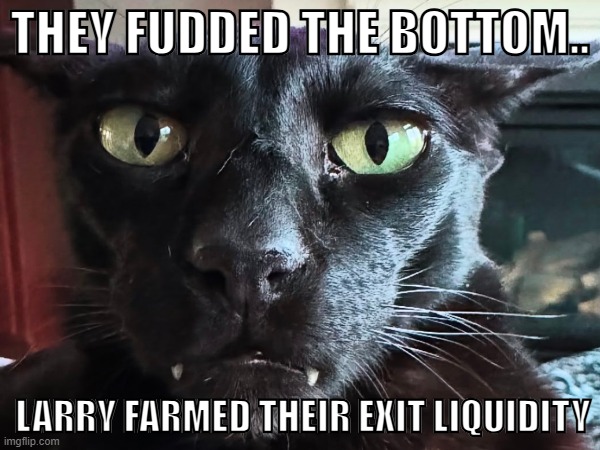 THEY FUDDED THE BOTTOM..
LARRY FARMED THEIR EXIT LIQUIDITY
imgflip.com